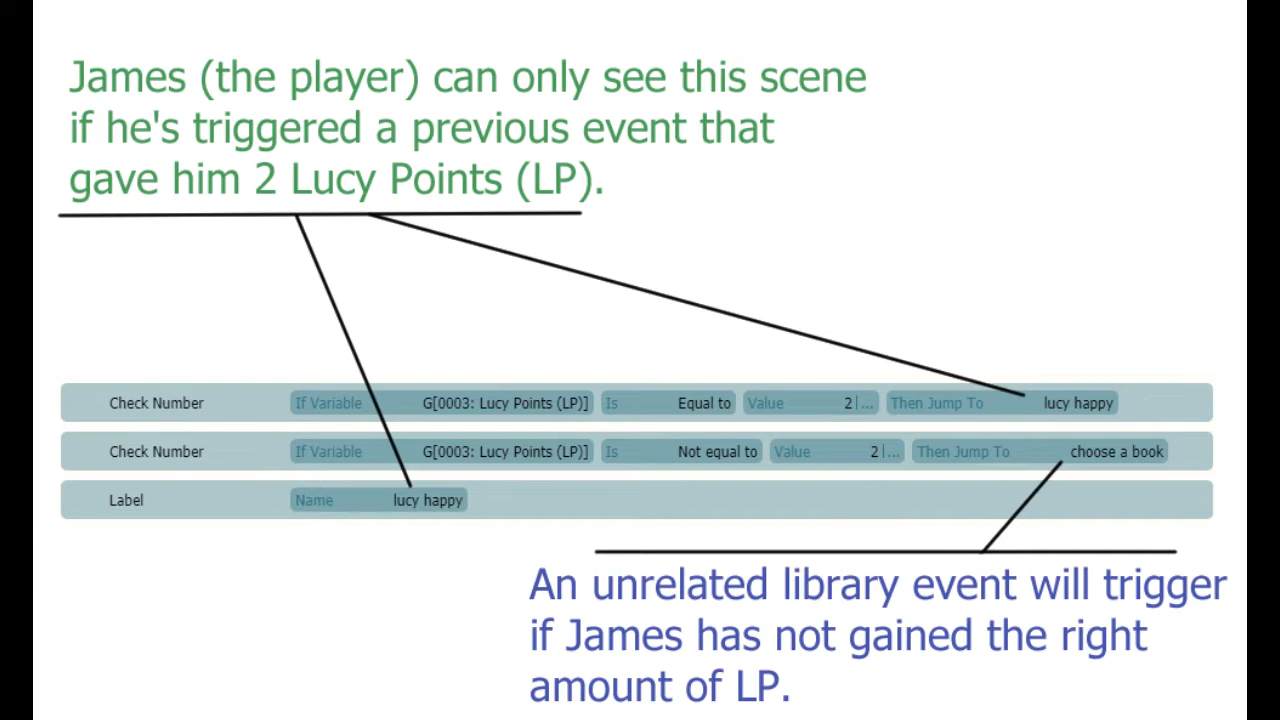 James (the player) can only see this scene
if he's triggered a previous event that
gave him 2 Lucy Points (LP).
Check Number If Variable G[0003: Lucy Points (LP)] Is Equal to Value 2|... Then Jump To lucy happy
Check Number If Variable G[0003: Lucy Points (LP)] Is Not equal to Value 2|... Then Jump To choose a book
Label Name lucy happy
An unrelated library event will trigger
if James has not gained the right
amount of LP.